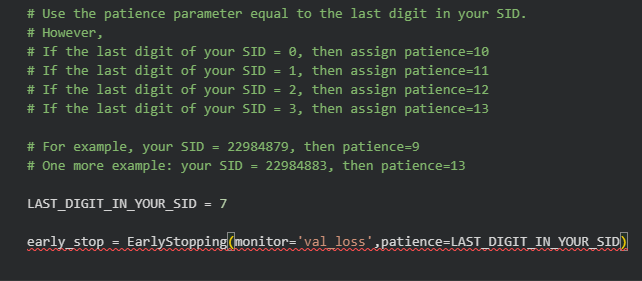 # Use the patience parameter equal to the last digit in your SID.
# However,
# If the last digit of your SID = 0, then assign patience=10
# If the last digit of your SID = 1, then assign patience=11
# If the last digit of your SID = 2, then assign patience=12
# If the last digit of your SID = 3, then assign patience=13
# For example, your SID = 22984879, then patience=9
# One more example: your SID = 22984883, then patience=13
LAST_DIGIT_IN_YOUR_SID = 7
early_stop = EarlyStopping(monitor='val_loss',patience=LAST_DIGIT_IN_YOUR_SID)